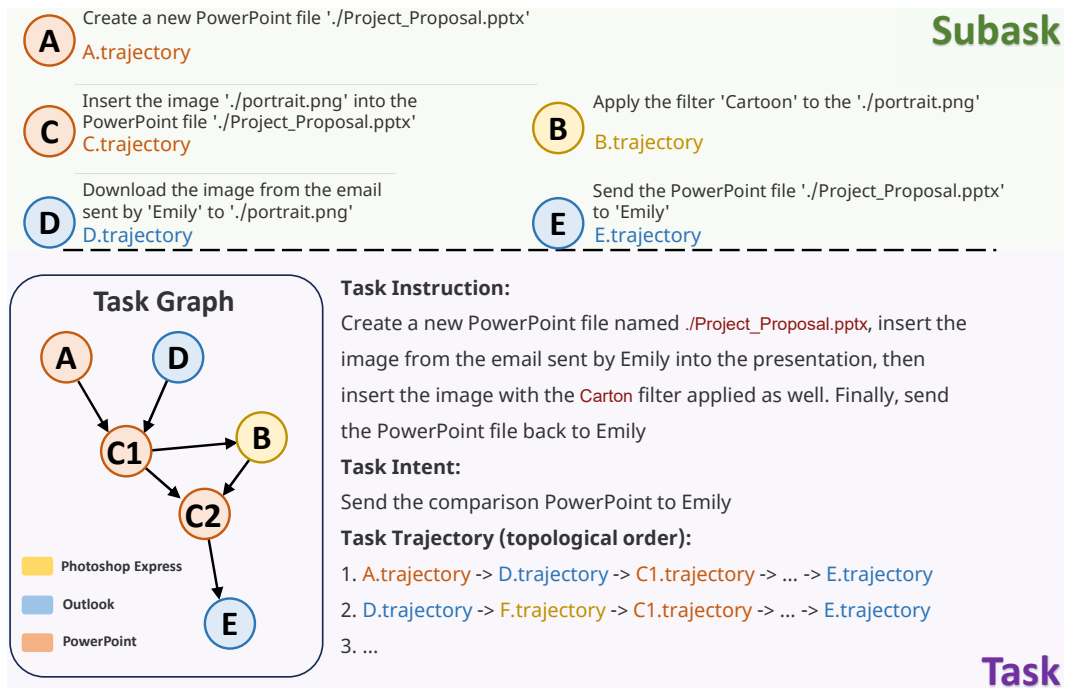 Subask
A
Create a new PowerPoint file './Project_Proposal.pptx'
A.trajectory
C
Insert the image './portrait.png' into the
PowerPoint file './Project_Proposal.pptx'
C.trajectory
B
Apply the filter 'Cartoon' to the './portrait.png'
B.trajectory
D
Download the image from the email
sent by 'Emily' to './portrait.png'
D.trajectory
E
Send the PowerPoint file './Project_Proposal.pptx'
to 'Emily'
E.trajectory
Task Graph
A
D
C1
B
C2
E
Photoshop Express
Outlook
PowerPoint
Task Instruction:
Create a new PowerPoint file named ./Project_Proposal.pptx, insert the
image from the email sent by Emily into the presentation, then
insert the image with the Carton filter applied as well. Finally, send
the PowerPoint file back to Emily
Task Intent:
Send the comparison PowerPoint to Emily
Task Trajectory (topological order):
1. A.trajectory -> D.trajectory -> C1.trajectory -> ... -> E.trajectory
2. D.trajectory -> F.trajectory -> C1.trajectory -> ... -> E.trajectory
3. ...
Task